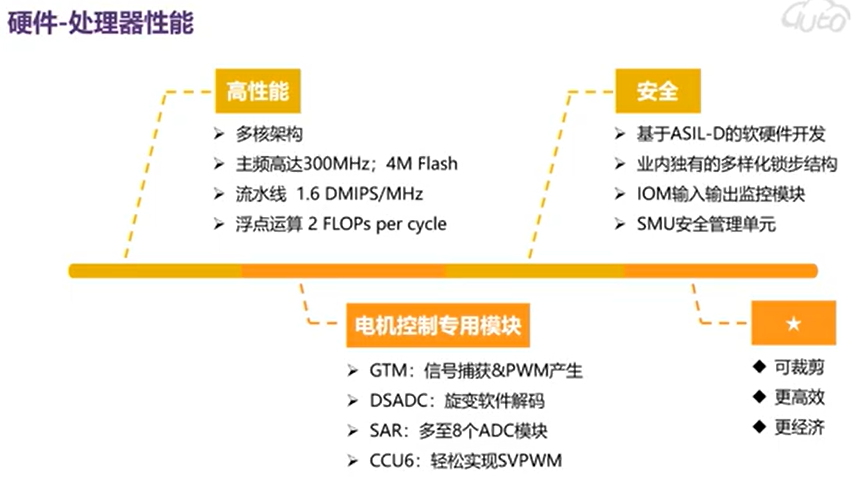 硬件-处理器性能
auto
高性能
多核架构
主频高达300MHz；4M Flash
流水线 1.6 DMIPS/MHz
浮点运算 2 FLOPs per cycle
安全
基于ASIL-D的软硬件开发
业内独有的多样化锁步结构
IOM输入输出监控模块
SMU安全管理单元
电机控制专用模块
GTM：信号捕获&PWM产生
DSADC：旋变软件解码
SAR：多至8个ADC模块
CCU6：轻松实现SVPWM
★
可裁剪
更高效
更经济